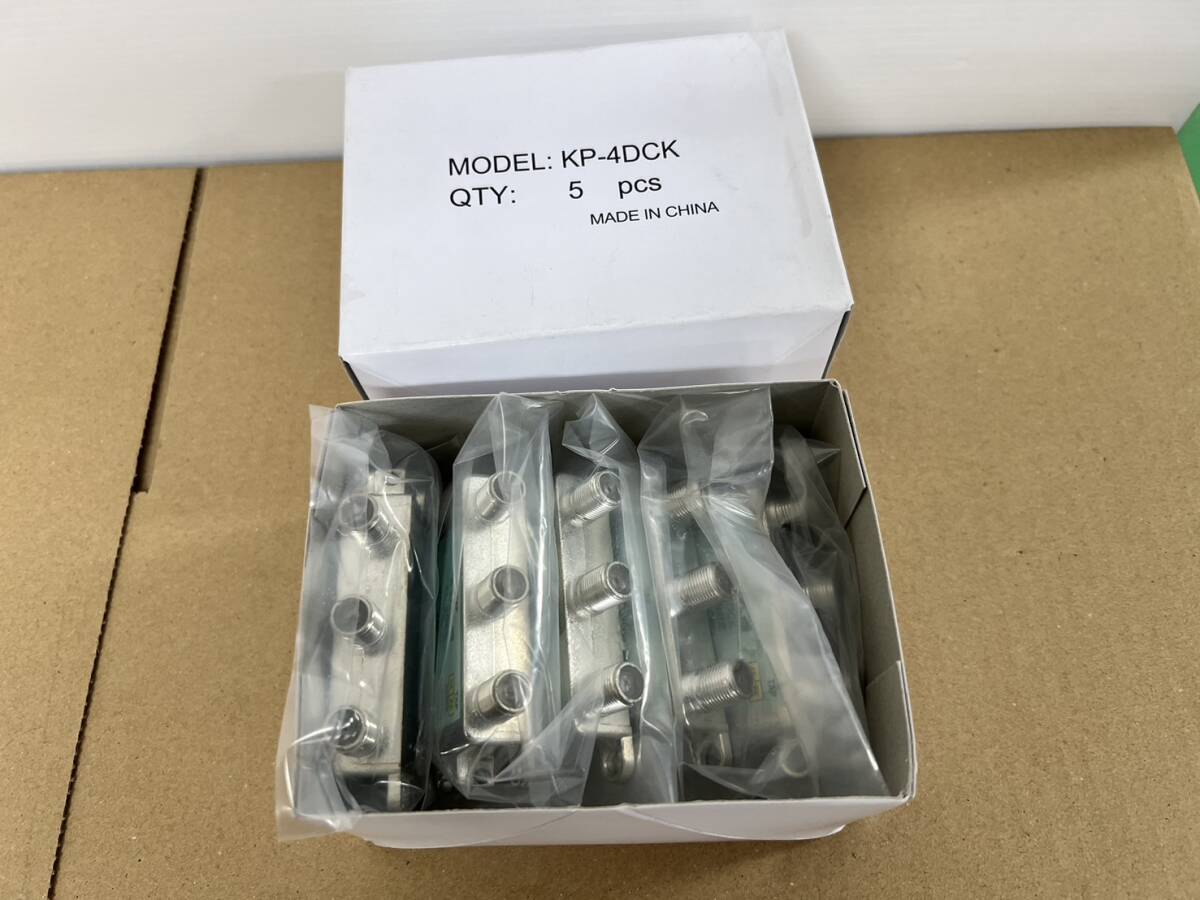 MODEL: KP-4DCK
QTY: 5 pcs
MADE IN CHINA